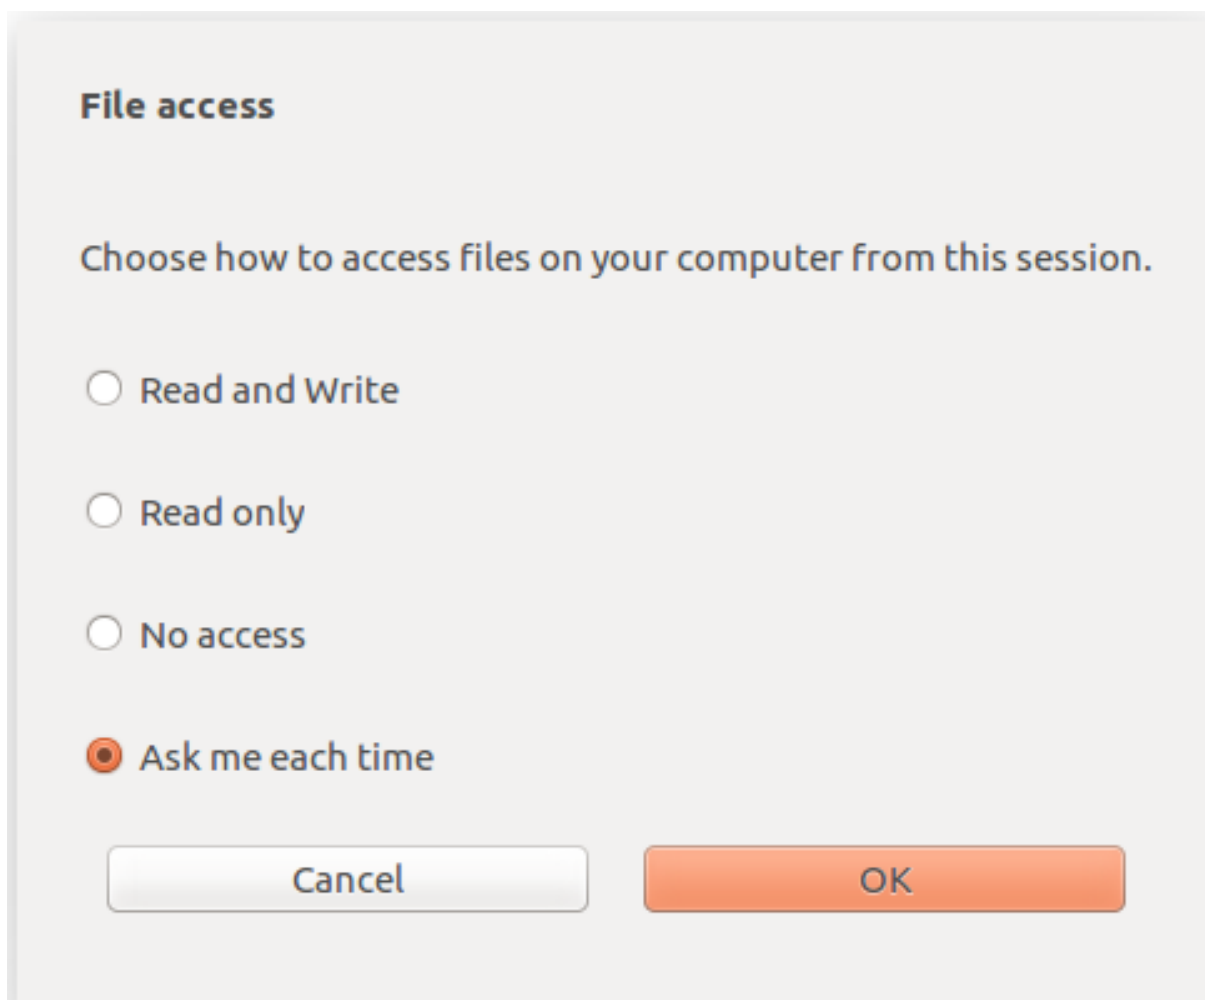 File access
Choose how to access files on your computer from this session.
Read and Write
Read only
No access
Ask me each time
Cancel
OK